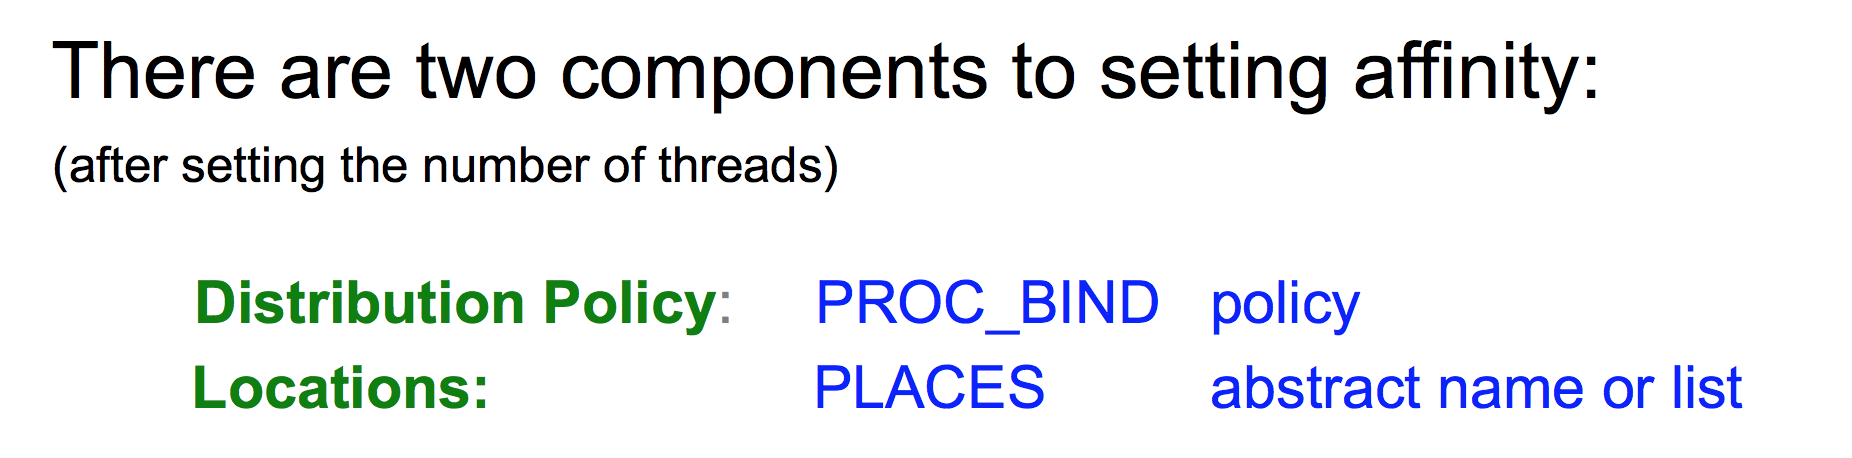 There are two components to setting affinity:
(after setting the number of threads)
Distribution Policy: PROC_BIND policy
Locations: PLACES abstract name or list